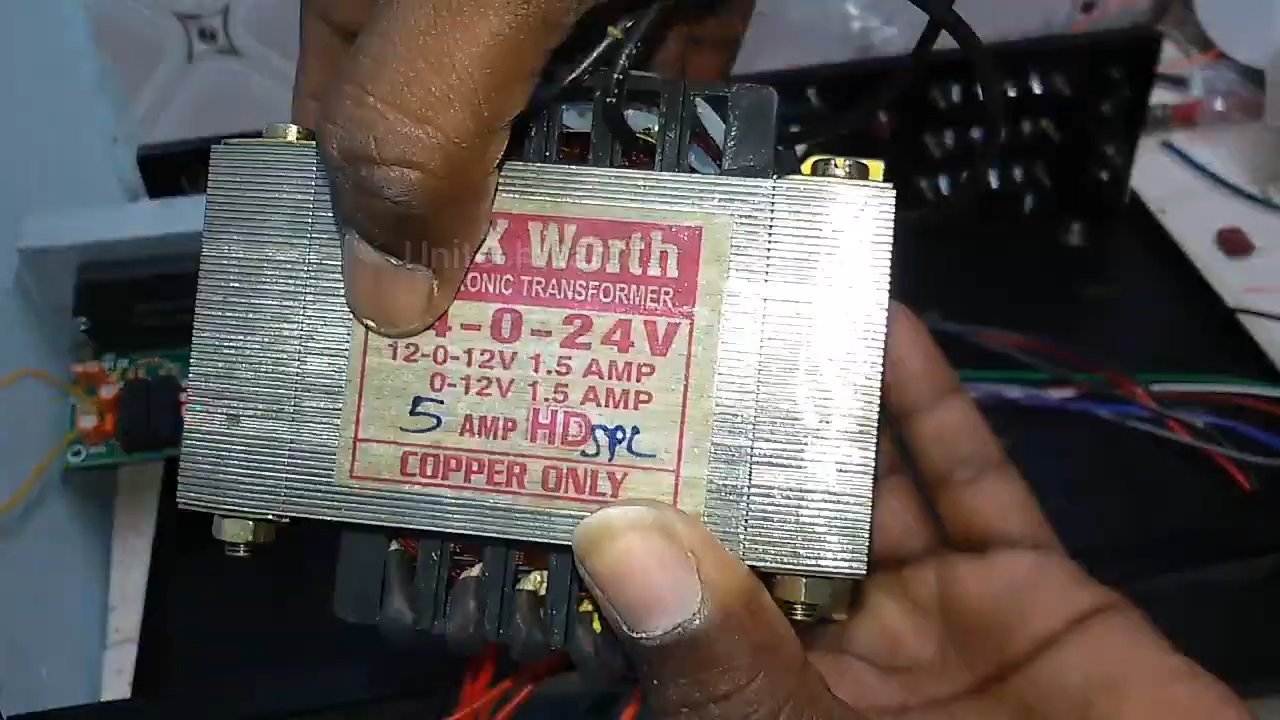 X Worth
ONIC TRANSFORMER
4-0-24V
12-0-12V 1.5 AMP
0-12V 1.5 AMP
5 AMP HD SPL
COPPER ONLY